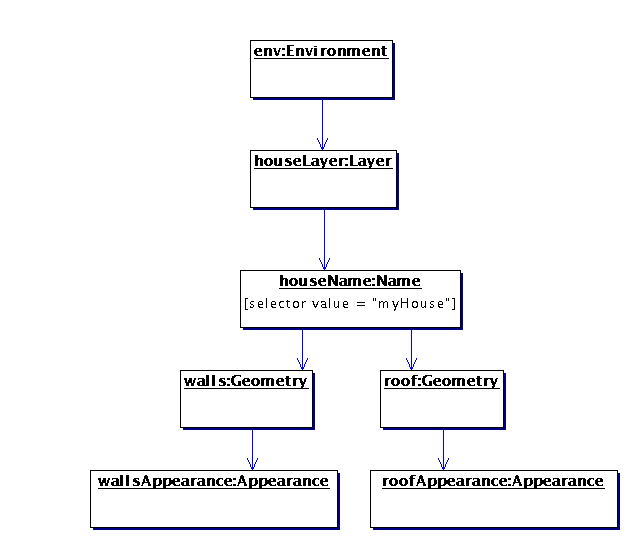 env:Environment
houseLayer:Layer
houseName:Name
[selector value = "myHouse"]
walls:Geometry
roof:Geometry
wallsAppearance:Appearance
roofAppearance:Appearance